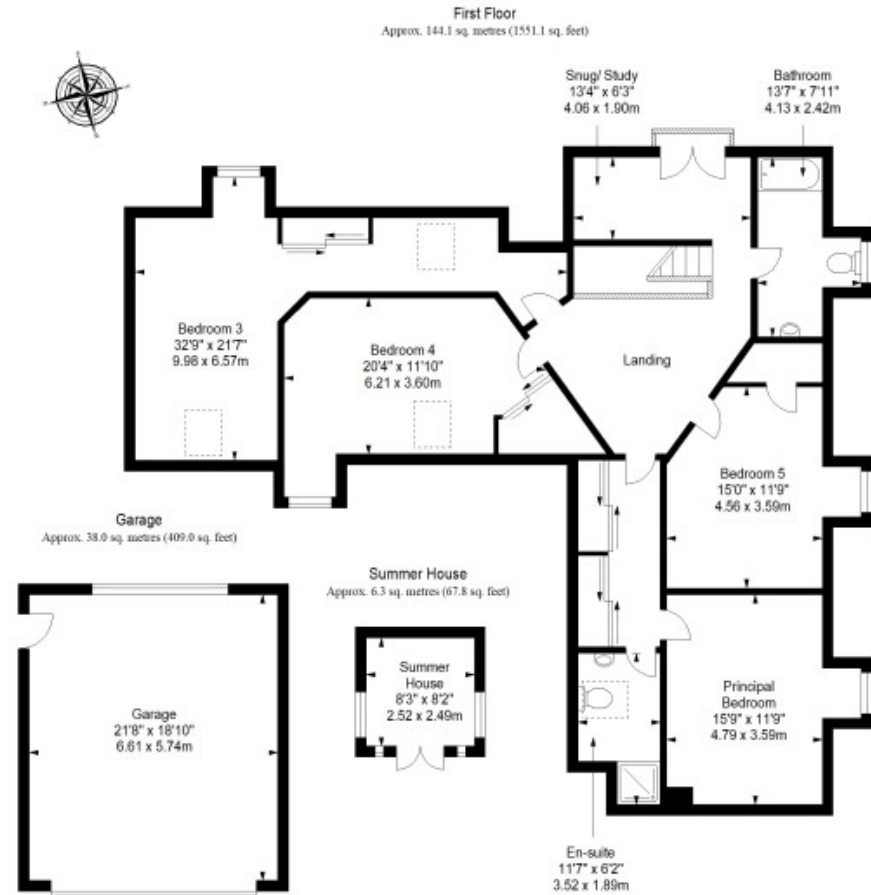 First Floor
Approx. 144.1 sq. metres (1551.1 sq. feet)
Snug/ Study
13'4" x 6'3"
4.06 x 1.90m
Bathroom
13'7" x 7'11"
4.13 x 2.42m
Bedroom 3
32'9" x 21'7"
9.98 x 6.57m
Bedroom 4
20'4" x 11'10"
6.21 x 3.60m
Landing
Bedroom 5
15'0" x 11'9"
4.56 x 3.59m
Garage
Approx. 38.0 sq. metres (409.0 sq. feet)
Summer House
Approx. 6.3 sq. metres (67.8 sq. feet)
Summer
House
8'3" x 8'2"
2.52 x 2.49m
Garage
21'8" x 18'10"
6.61 x 5.74m
Principal
Bedroom
15'9" x 11'9"
4.79 x 3.59m
En-suite
11'7" x 6'2"
3.52 x 1.89m